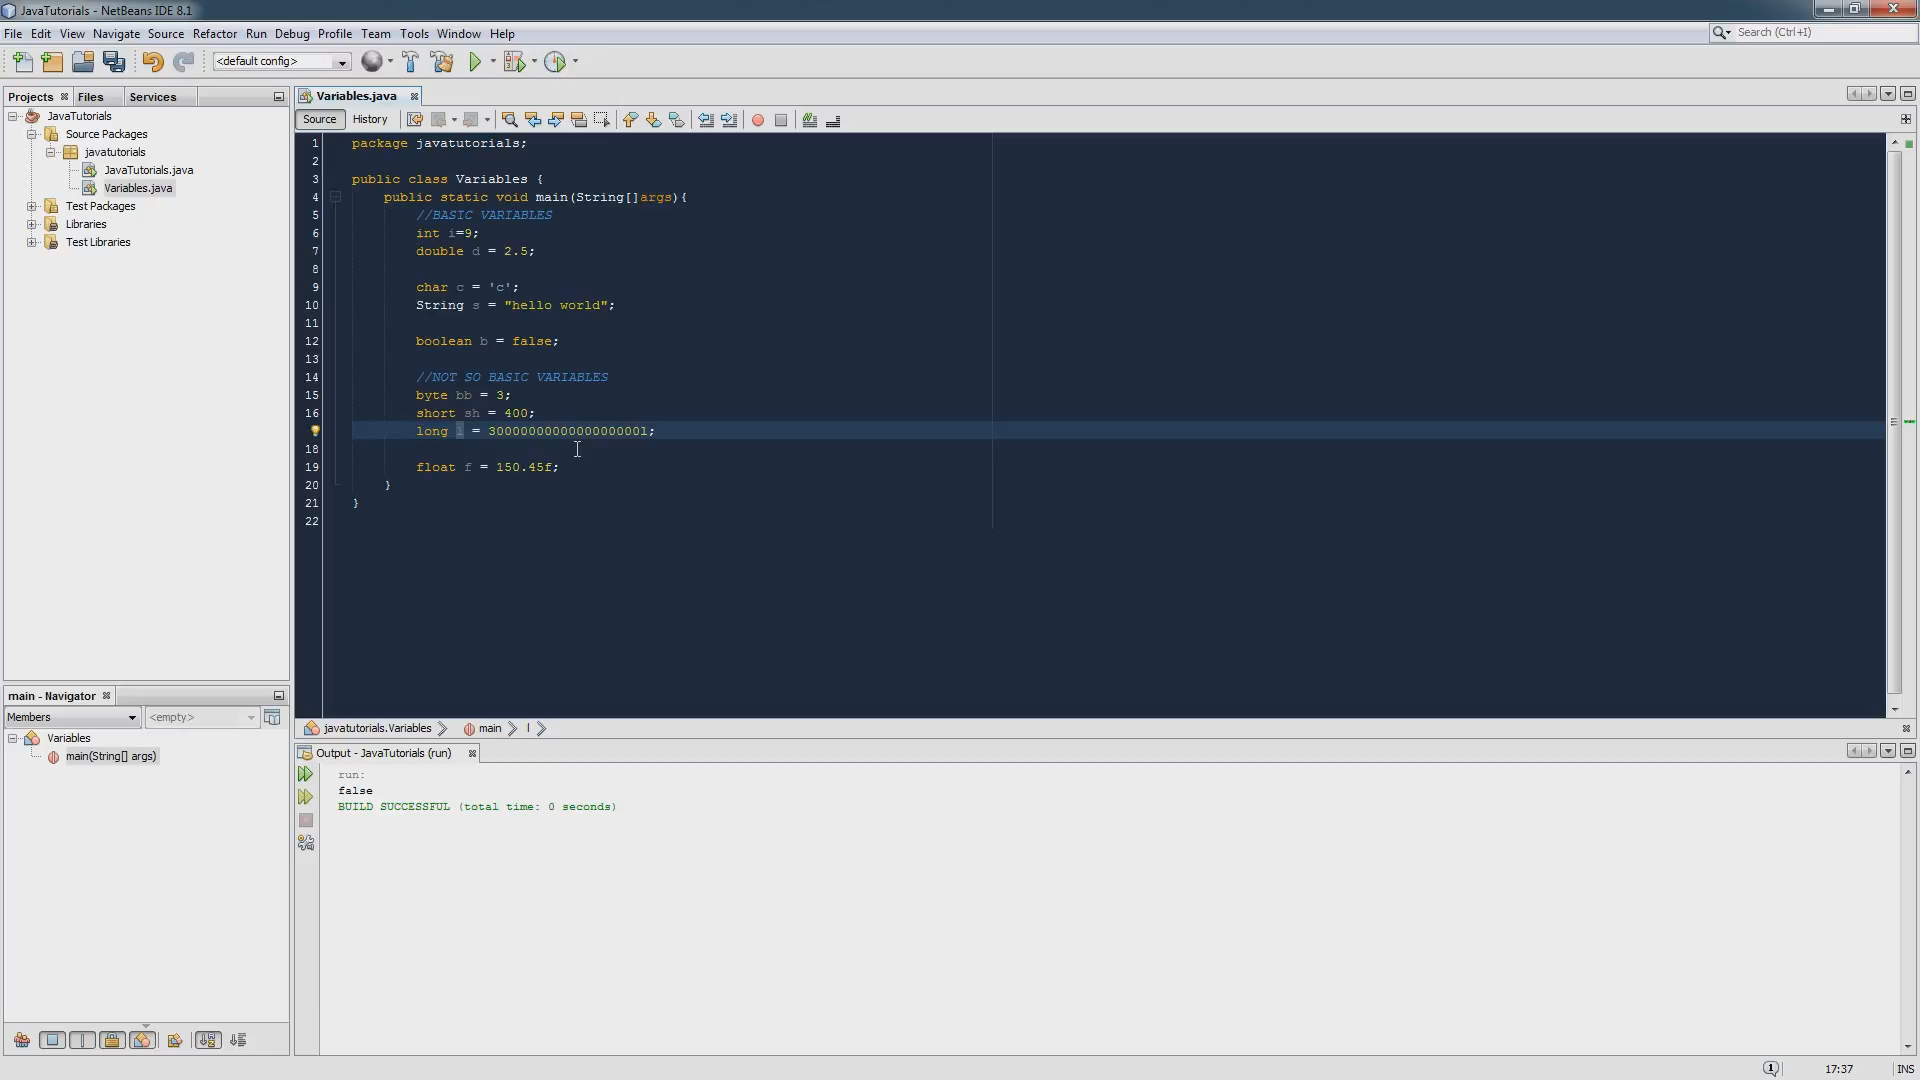 JavaTutorials - NetBeans IDE 8.1
File Edit View Navigate Source Refactor Run Debug Profile Team Tools Window Help
Search (Ctrl+I)
<default config>
Projects Files Services
JavaTutorials
Source Packages
javatutorials
JavaTutorials.java
Variables.java
Test Packages
Libraries
Test Libraries
Variables.java
Source History
1 package javatutorials;
2
3 public class Variables {
4 public static void main(String[]args){
5 //BASIC VARIABLES
6 int i=9;
7 double d = 2.5;
8
9 char c = 'c';
10 String s = "hello world";
11
12 boolean b = false;
13
14 //NOT SO BASIC VARIABLES
15 byte bb = 3;
16 short sh = 400;
long l = 3000000000000000000l;
18
19 float f = 150.45f;
20 }
21 }
22
javatutorials.Variables main l
main - Navigator
Members <empty>
Variables
main(String[] args)
Output - JavaTutorials (run)
run:
false
BUILD SUCCESSFUL (total time: 0 seconds)
1 17:37 INS